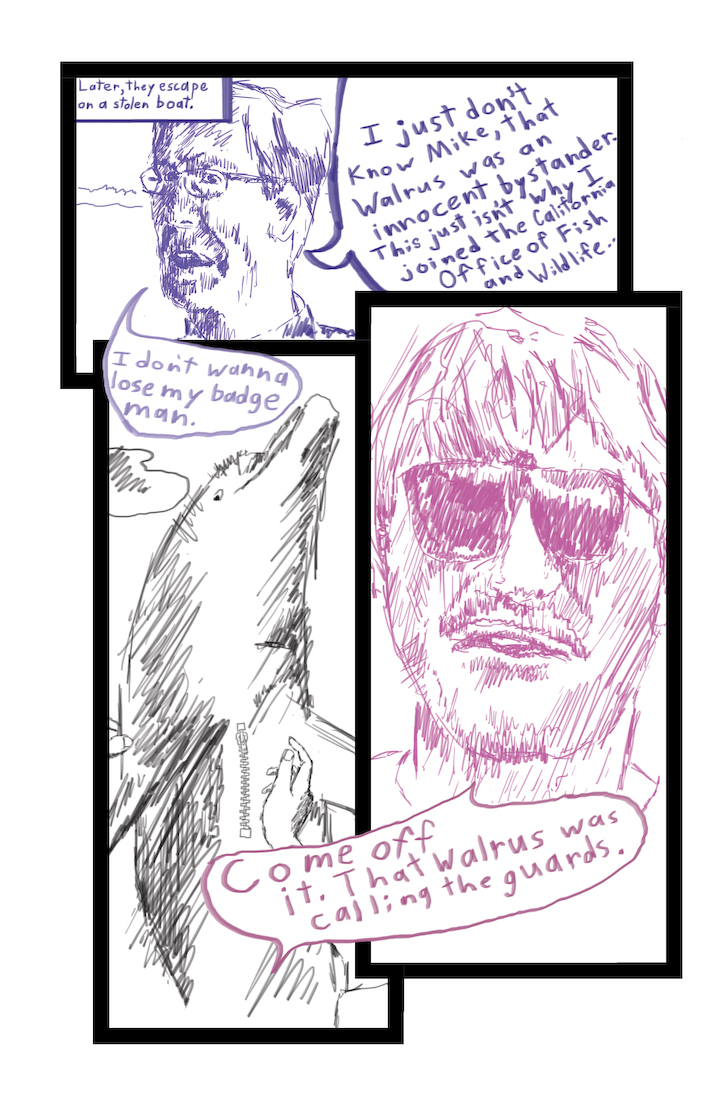 Later, they escape
on a stolen boat.
I just don't
Know Mike, that
Walrus was an
innocent bystander.
This just isn't why I
joined the California
Office of Fish
and Wildlife..
I don't wanna
lose my badge
man.
Come off
it. That Walrus was
calling the guards.